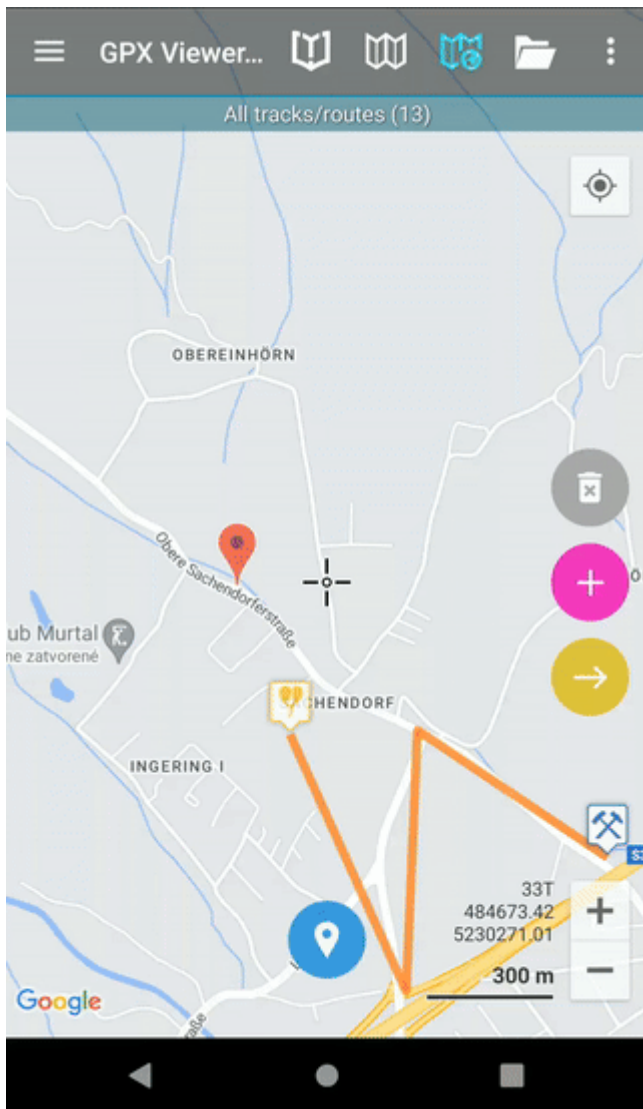 GPX Viewer...
All tracks/routes (13)
OBEREINHÖRN
Obere Sachendorferstraße
ub Murtal
ne zatvorené
SACHENDORF
INGERING I
33T
484673.42
5230271.01
300 m
Google